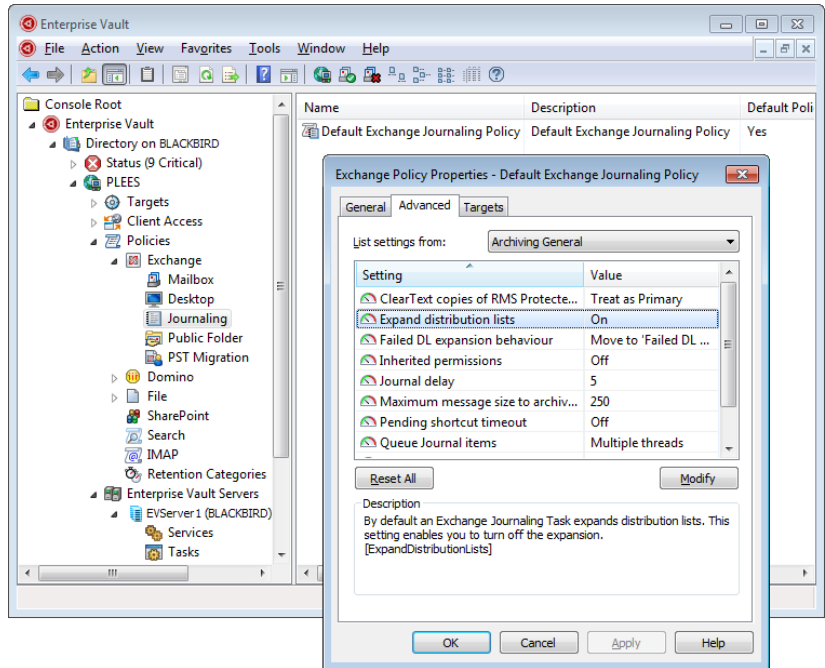 Enterprise Vault
File Action View Favorites Tools Window Help
Console Root
Enterprise Vault
Directory on BLACKBIRD
Status (9 Critical)
PLEES
Targets
Client Access
Policies
Exchange
Mailbox
Desktop
Journaling
Public Folder
PST Migration
Domino
File
SharePoint
Search
IMAP
Retention Categories
Enterprise Vault Servers
EVServer1 (BLACKBIRD)
Services
Tasks
Name Description Default Poli
Default Exchange Journaling Policy Default Exchange Journaling Policy Yes
Exchange Policy Properties - Default Exchange Journaling Policy
General Advanced Targets
List settings from: Archiving General
Setting Value
ClearText copies of RMS Protecte... Treat as Primary
Expand distribution lists On
Failed DL expansion behaviour Move to 'Failed DL ...
Inherited permissions Off
Journal delay 5
Maximum message size to archiv... 250
Pending shortcut timeout Off
Queue Journal items Multiple threads
Reset All Modify
Description
By default an Exchange Journaling Task expands distribution lists. This
setting enables you to turn off the expansion.
[ExpandDistributionLists]
OK Cancel Apply Help